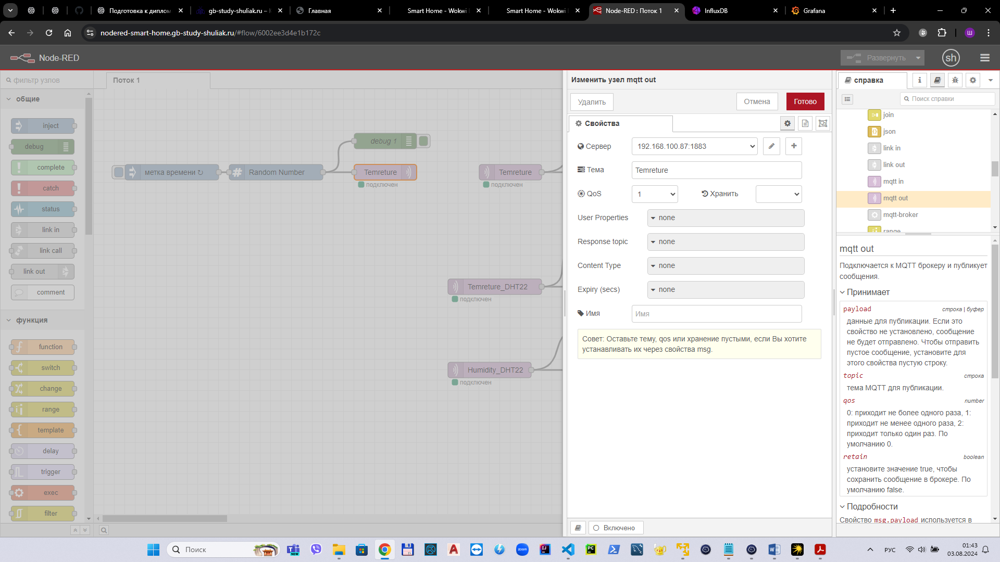 Подготовка к диплом
gb-study-shuliak.ru –
Главная
Smart Home - Wokwi
Smart Home - Wokwi
Node-RED : Поток 1
InfluxDB
Grafana
nodered-smart-home.gb-study-shuliak.ru/#flow/6002ee3d4e1b172c
Ш
Node-RED
Развернуть
sh
фильтр узлов
Поток 1
общие
inject
debug
complete
catch
status
link in
link call
link out
comment
функция
function
switch
change
range
template
delay
trigger
exec
filter
debug 1
метка времени ↻
Random Number
Temreture
подключен
Temreture
подключен
Temreture_DHT22
подключен
Humidity_DHT22
подключен
Изменить узел mqtt out
Удалить
Отмена
Готово
Свойства
Сервер
192.168.100.87:1883
Тема
Temreture
QoS
1
Хранить
User Properties
none
Response topic
none
Content Type
none
Expiry (secs)
none
Имя
Имя
Совет: Оставьте тему, qos или хранение пустыми, если Вы хотите
устанавливать их через свойства msg.
Включено
справка
Поиск справки
join
json
link in
link out
mqtt in
mqtt out
mqtt-broker
range
mqtt out
Подключается к MQTT брокеру и публикует
сообщения.
Принимает
payload строка | буфер
данные для публикации. Если это
свойство не установлено, сообщение
не будет отправлено. Чтобы отправить
пустое сообщение, установите для
этого свойства пустую строку.
topic строка
тема MQTT для публикации.
qos number
0: приходит не более одного раза, 1:
приходит не менее одного раза, 2:
приходит только один раз. По
умолчанию 0.
retain boolean
установите значение true, чтобы
сохранить сообщение в брокере. По
умолчанию false.
Подробности
Свойство msg.payload используется в
Поиск
РУС
01:43
03.08.2024